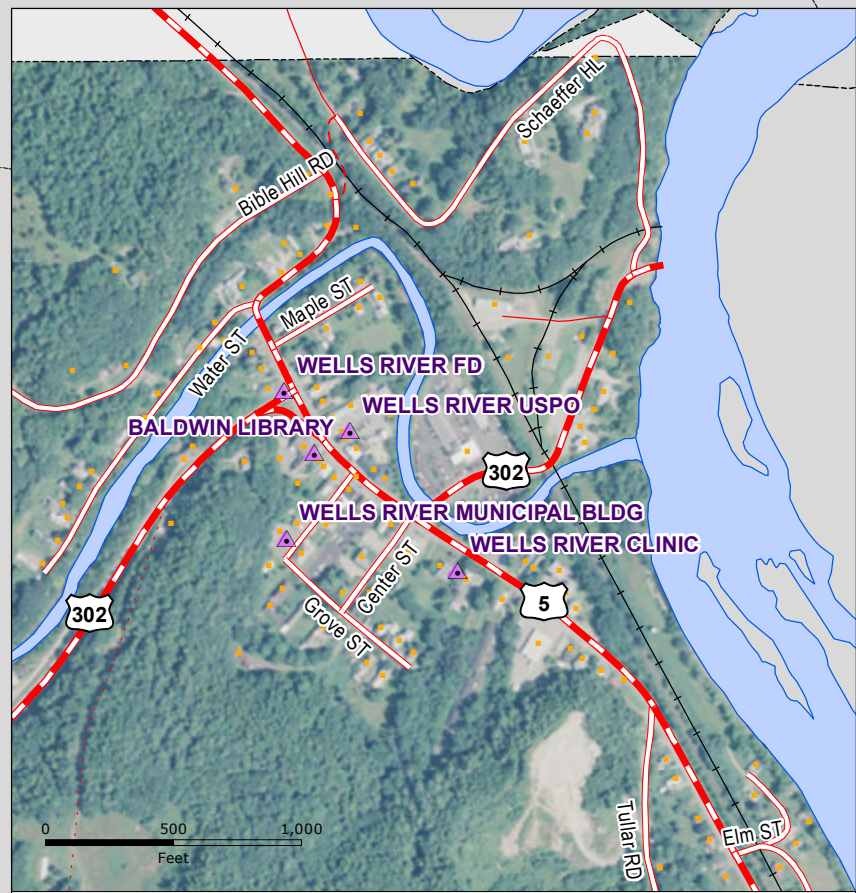 Schaeffer HL
Bible Hill RD
Maple ST
Water ST
WELLS RIVER FD
WELLS RIVER USPO
BALDWIN LIBRARY
302
WELLS RIVER MUNICIPAL BLDG
WELLS RIVER CLINIC
Center ST
302
5
Grove ST
Tullar RD
Elm ST
0 500 1,000
Feet